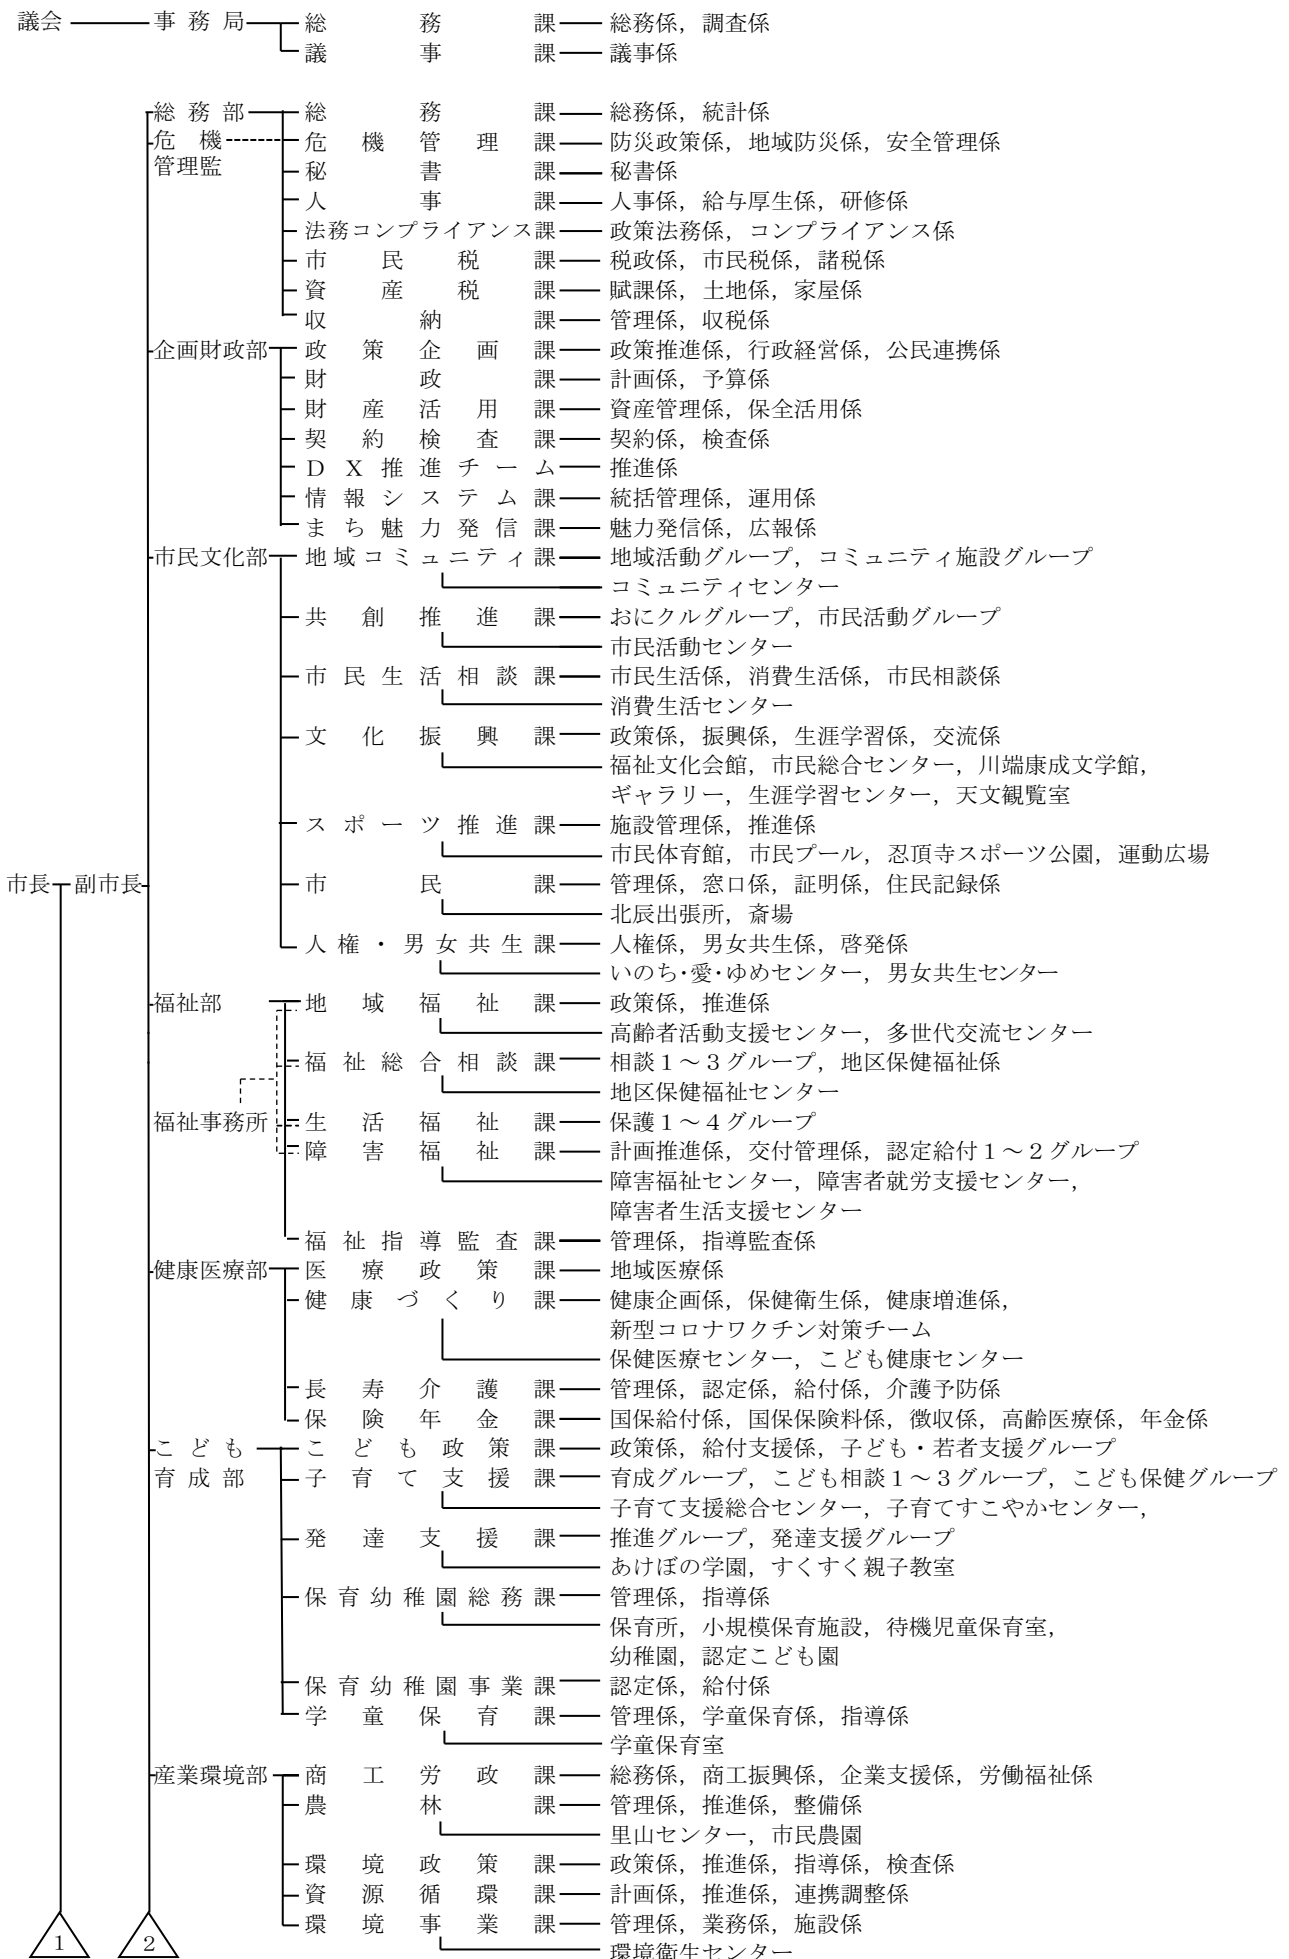 議会 事務局 総務課 総務係，調査係
議事課 議事係
総務部 総務課 総務係，統計係
危機 危機管理課 防災政策係，地域防災係，安全管理係
管理監 秘書課 秘書係
人事課 人事係，給与厚生係，研修係
法務コンプライアンス課 政策法務係，コンプライアンス係
市民税課 税政係，市民税係，諸税係
資産税課 賦課係，土地係，家屋係
収納課 管理係，収税係
企画財政部 政策企画課 政策推進係，行政経営係，公民連携係
財政課 計画係，予算係
財産活用課 資産管理係，保全活用係
契約検査課 契約係，検査係
ＤＸ推進チーム 推進係
情報システム課 統括管理係，運用係
まち魅力発信課 魅力発信係，広報係
市民文化部 地域コミュニティ課 地域活動グループ，コミュニティ施設グループ
コミュニティセンター
共創推進課 おにクルグループ，市民活動グループ
市民活動センター
市民生活相談課 市民生活係，消費生活係，市民相談係
消費生活センター
文化振興課 政策係，振興係，生涯学習係，交流係
福祉文化会館，市民総合センター，川端康成文学館，
ギャラリー，生涯学習センター，天文観覧室
スポーツ推進課 施設管理係，推進係
市民体育館，市民プール，忍頂寺スポーツ公園，運動広場
市長 副市長 市民課 管理係，窓口係，証明係，住民記録係
北辰出張所，斎場
人権・男女共生課 人権係，男女共生係，啓発係
いのち・愛・ゆめセンター，男女共生センター
福祉部 地域福祉課 政策係，推進係
高齢者活動支援センター，多世代交流センター
福祉総合相談課 相談１～３グループ，地区保健福祉係
地区保健福祉センター
福祉事務所 生活福祉課 保護１～４グループ
障害福祉課 計画推進係，交付管理係，認定給付１～２グループ
障害福祉センター，障害者就労支援センター，
障害者生活支援センター
福祉指導監査課 管理係，指導監査係
健康医療部 医療政策課 地域医療係
健康づくり課 健康企画係，保健衛生係，健康増進係，
新型コロナワクチン対策チーム
保健医療センター，こども健康センター
長寿介護課 管理係，認定係，給付係，介護予防係
保険年金課 国保給付係，国保保険料係，徴収係，高齢医療係，年金係
こども こども政策課 政策係，給付支援係，子ども・若者支援グループ
育成部 子育て支援課 育成グループ，こども相談１～３グループ，こども保健グループ
子育て支援総合センター，子育てすこやかセンター，
発達支援課 推進グループ，発達支援グループ
あけぼの学園，すくすく親子教室
保育幼稚園総務課 管理係，指導係
保育所，小規模保育施設，待機児童保育室，
幼稚園，認定こども園
保育幼稚園事業課 認定係，給付係
学童保育課 管理係，学童保育係，指導係
学童保育室
産業環境部 商工労政課 総務係，商工振興係，企業支援係，労働福祉係
農林課 管理係，推進係，整備係
里山センター，市民農園
環境政策課 政策係，推進係，指導係，検査係
資源循環課 計画係，推進係，連携調整係
環境事業課 管理係，業務係，施設係
環境衛生センター
1 2